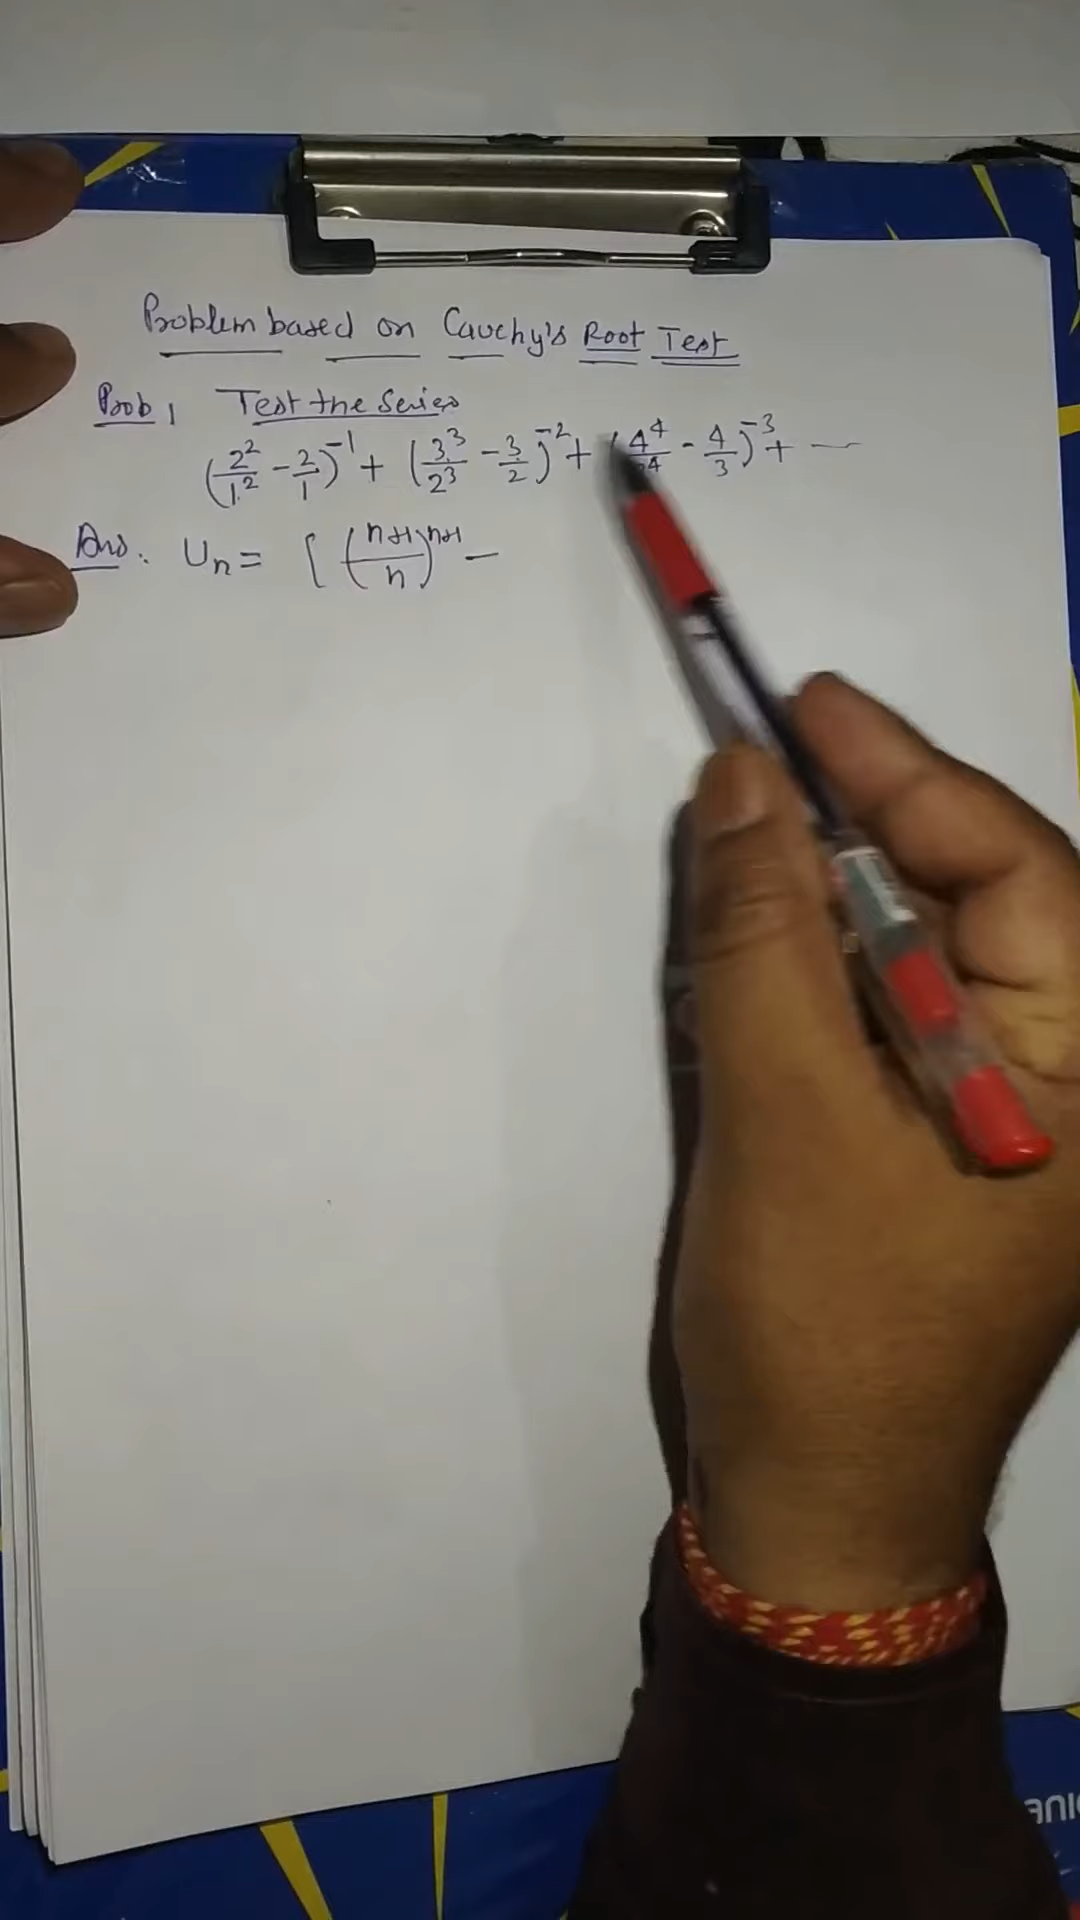 Problem based on Cauchy's Root Test
Prob 1 Test the Series
(2²/1² - 2/1)⁻¹ + (3³/2³ - 3/2)⁻² + (4⁴/ ⁴ - 4/3)⁻³ + —
Ans. Un = [ (n+1/n)ⁿ⁺¹ -